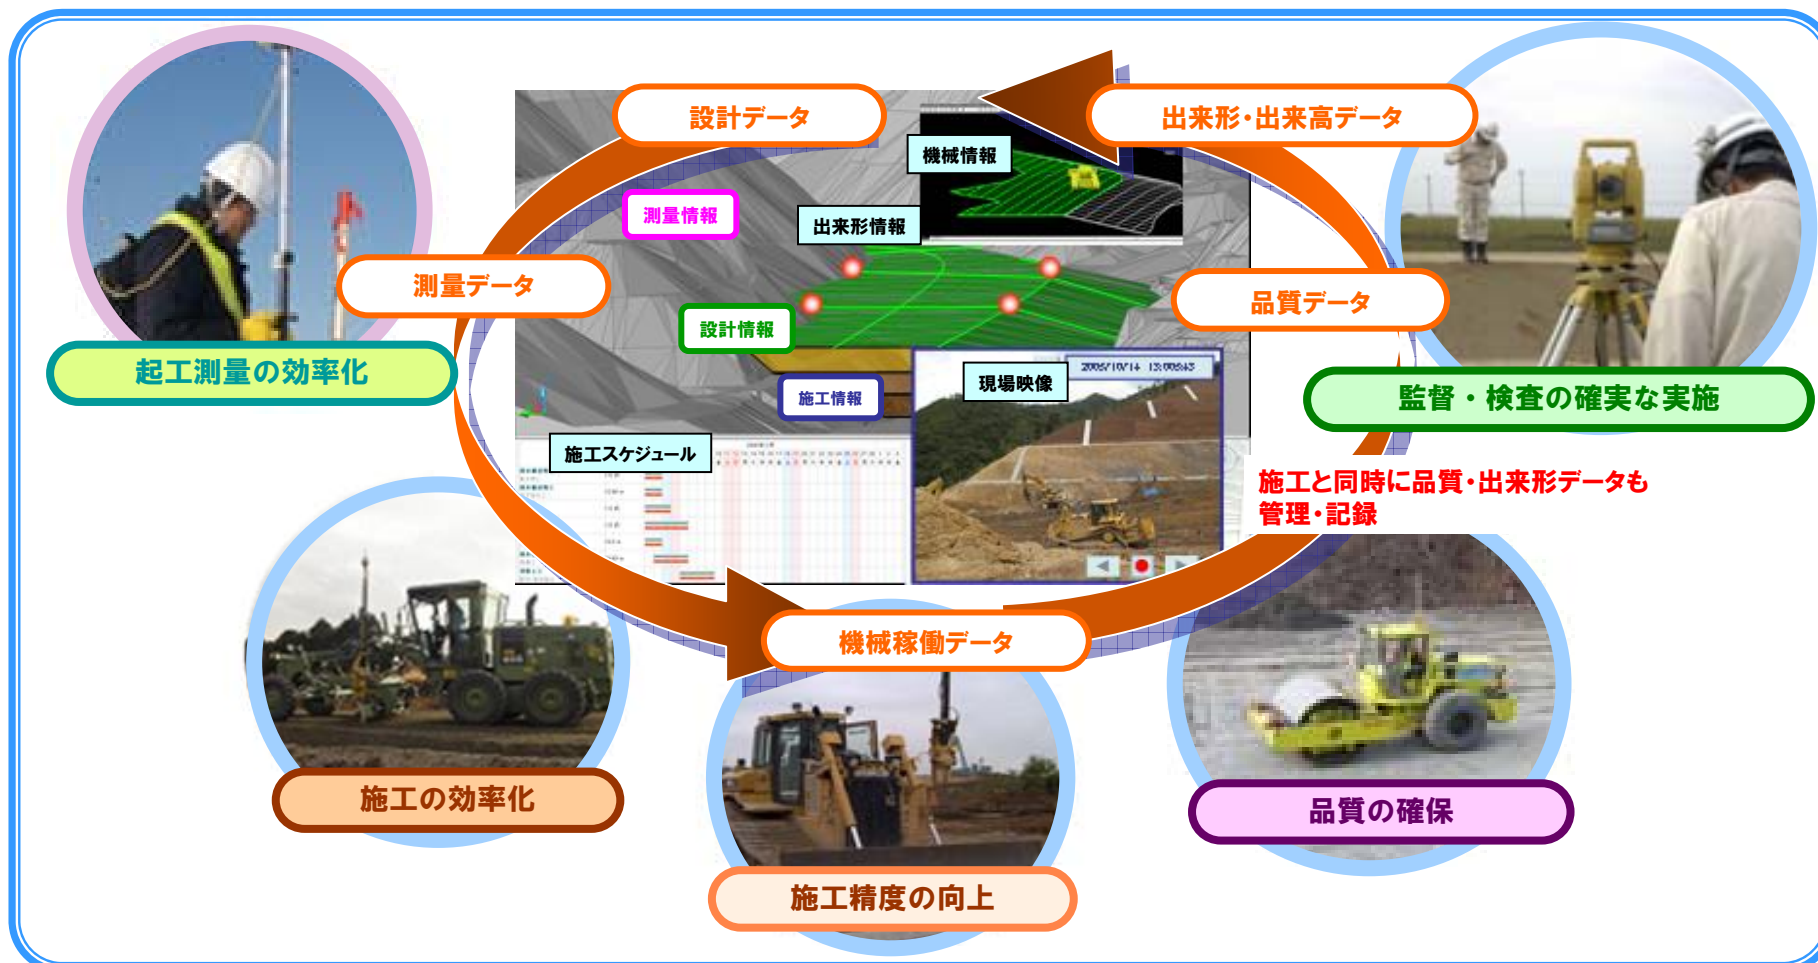 設計データ
出来形・出来高データ
機械情報
測量情報
出来形情報
測量データ
品質データ
設計情報
起工測量の効率化
現場映像
2005/10/14
施工情報
監督・検査の確実な実施
施工スケジュール
施工と同時に品質・出来形データも
管理・記録
機械稼働データ
施工の効率化
品質の確保
施工精度の向上